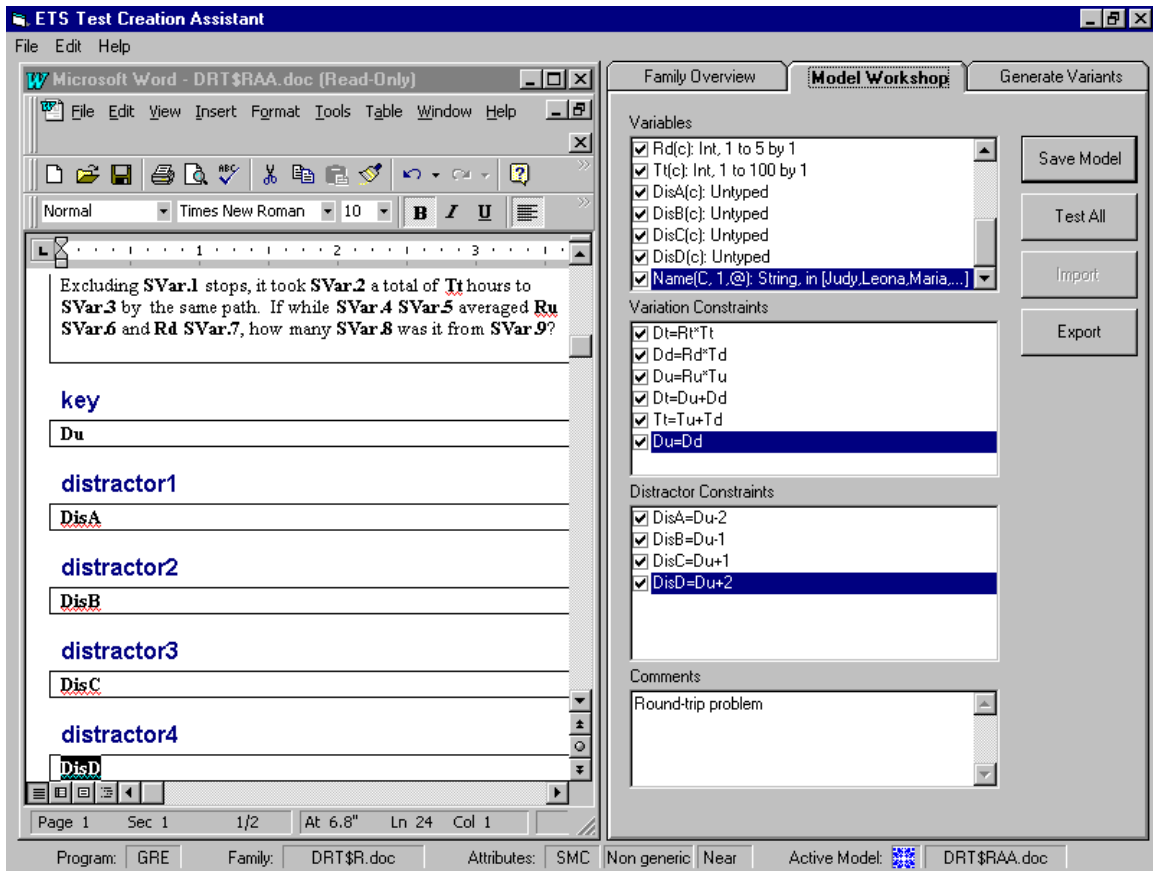 ETS Test Creation Assistant
File Edit Help
Microsoft Word - DRT$RAA.doc (Read-Only)
File Edit View Insert Format Tools Table Window Help
ABC
Normal Times New Roman 10 B I U
1 2 3
Excluding SVar.1 stops, it took SVar.2 a total of Tt hours to
SVar.3 by the same path. If while SVar.4 SVar.5 averaged Ru
SVar.6 and Rd SVar.7, how many SVar.8 was it from SVar.9?
key
Du
distractor1
DisA
distractor2
DisB
distractor3
DisC
distractor4
DisD
Page 1 Sec 1 1/2 At 6.8" Ln 24 Col 1
Family Overview Model Workshop Generate Variants
Variables
Rd(c): Int, 1 to 5 by 1
Tt(c): Int, 1 to 100 by 1
DisA(c): Untyped
DisB(c): Untyped
DisC(c): Untyped
DisD(c): Untyped
Name(C, 1,@): String, in [Judy,Leona,Maria,...]
Variation Constraints
Dt=Rt*Tt
Dd=Rd*Td
Du=Ru*Tu
Dt=Du+Dd
Tt=Tu+Td
Du=Dd
Distractor Constraints
DisA=Du-2
DisB=Du-1
DisC=Du+1
DisD=Du+2
Comments
Round-trip problem
Save Model
Test All
Import
Export
Program: GRE Family: DRT$R.doc Attributes: SMC Non generic Near Active Model: DRT$RAA.doc